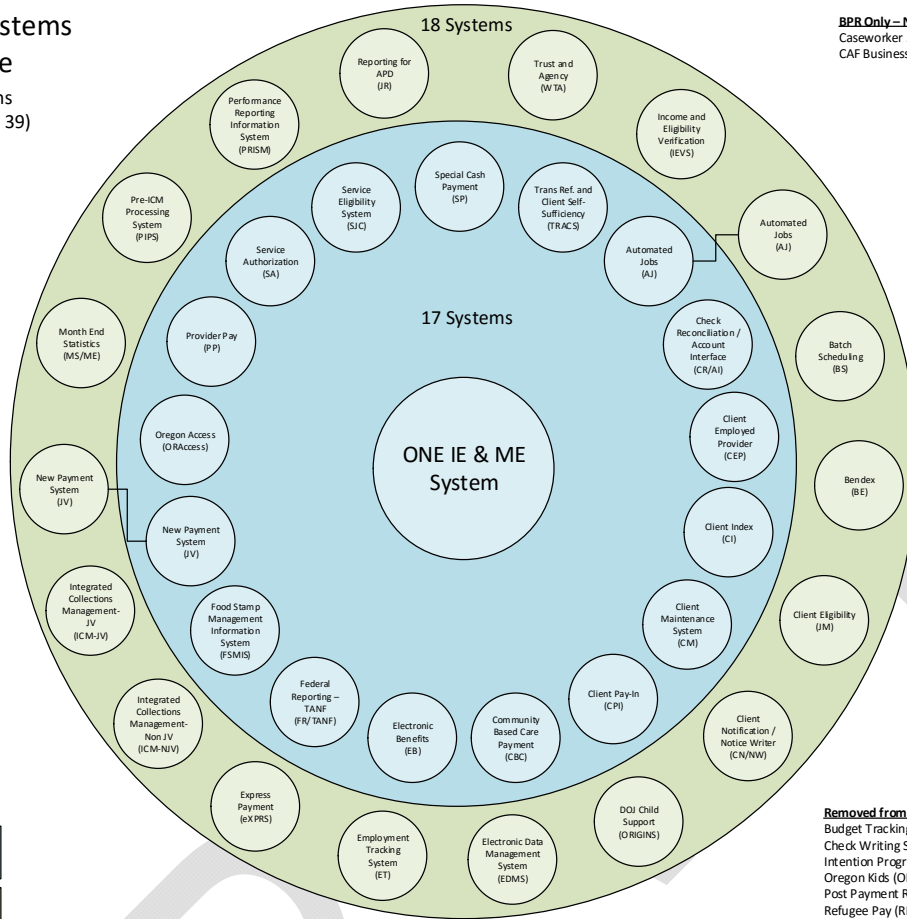 stems
e
ns
39)
18 Systems
BPR Only – N
Caseworker
CAF Business
Reporting for
APD
(JR)
Trust and
Agency
(WTA)
Performance
Reporting
Information
System
(PRISM)
Income and
Eligibility
Verification
(IEVS)
Pre-ICM
Processing
System
(PIPS)
Automated
Jobs
(AJ)
Month End
Statistics
(MS/ME)
Batch
Scheduling
(BS)
New Payment
System
(JV)
Bendex
(BE)
Integrated
Collections
Management-
JV
(ICM-JV)
Client Eligibility
(JM)
Integrated
Collections
Management-
Non JV
(ICM-NJV)
Client
Notification /
Notice Writer
(CN/NW)
Express
Payment
(eXPRS)
DOJ Child
Support
(ORIGINS)
Employment
Tracking
System
(ET)
Electronic Data
Management
System
(EDMS)
Special Cash
Payment
(SP)
Service
Eligibility
System
(SJC)
Trans Ref. and
Client Self-
Sufficiency
(TRACS)
Service
Authorization
(SA)
Automated
Jobs
(AJ)
17 Systems
Provider Pay
(PP)
Check
Reconciliation /
Account
Interface
(CR/AI)
Oregon Access
(ORAccess)
Client
Employed
Provider
(CEP)
ONE IE & ME
System
New Payment
System
(JV)
Client Index
(CI)
Food Stamp
Management
Information
System
(FSMIS)
Client
Maintenance
System
(CM)
Federal
Reporting –
TANF
(FR/TANF)
Client Pay-In
(CPI)
Electronic
Benefits
(EB)
Community
Based Care
Payment
(CBC)
Removed from
Budget Tracking
Check Writing S
Intention Progr
Oregon Kids (O
Post Payment R
Refugee Pay (R